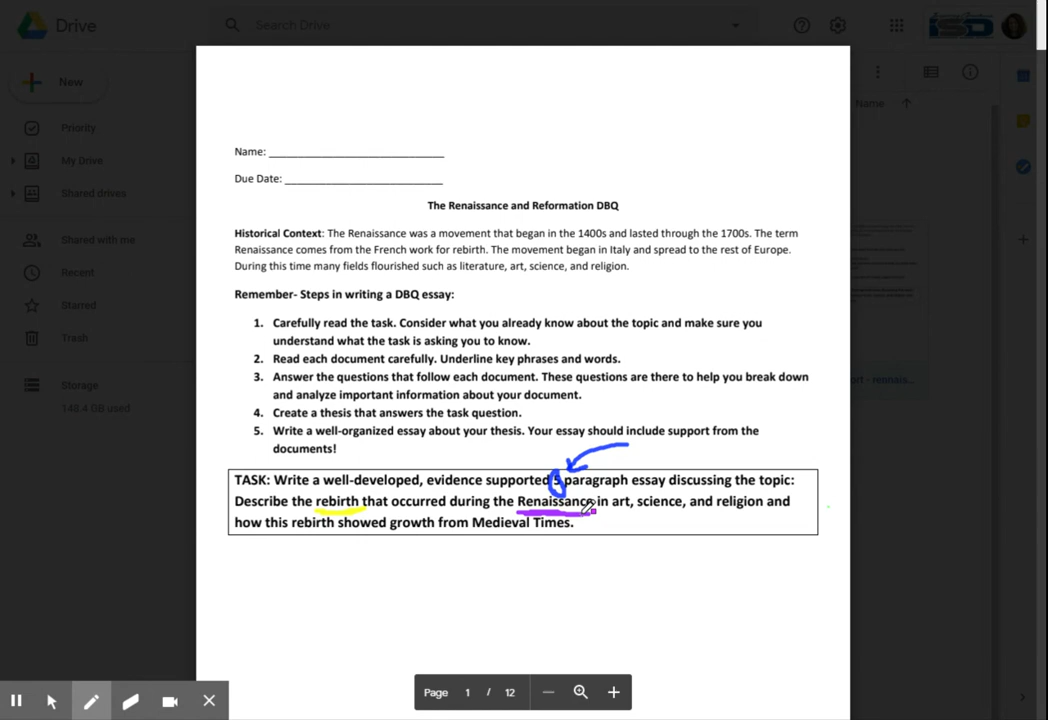 Drive
Search Drive
ISD
New
Name
Priority
My Drive
Shared drives
Shared with me
Recent
Starred
Trash
Storage
148.4 GB used
Name: ______________________________
Due Date: ___________________________
The Renaissance and Reformation DBQ
Historical Context: The Renaissance was a movement that began in the 1400s and lasted through the 1700s. The term
Renaissance comes from the French work for rebirth. The movement began in Italy and spread to the rest of Europe.
During this time many fields flourished such as literature, art, science, and religion.
Remember- Steps in writing a DBQ essay:
1. Carefully read the task. Consider what you already know about the topic and make sure you
understand what the task is asking you to know.
2. Read each document carefully. Underline key phrases and words.
3. Answer the questions that follow each document. These questions are there to help you break down
and analyze important information about your document.
4. Create a thesis that answers the task question.
5. Write a well-organized essay about your thesis. Your essay should include support from the
documents!
TASK: Write a well-developed, evidence supported 5 paragraph essay discussing the topic:
Describe the rebirth that occurred during the Renaissance in art, science, and religion and
how this rebirth showed growth from Medieval Times.
Page 1 / 12